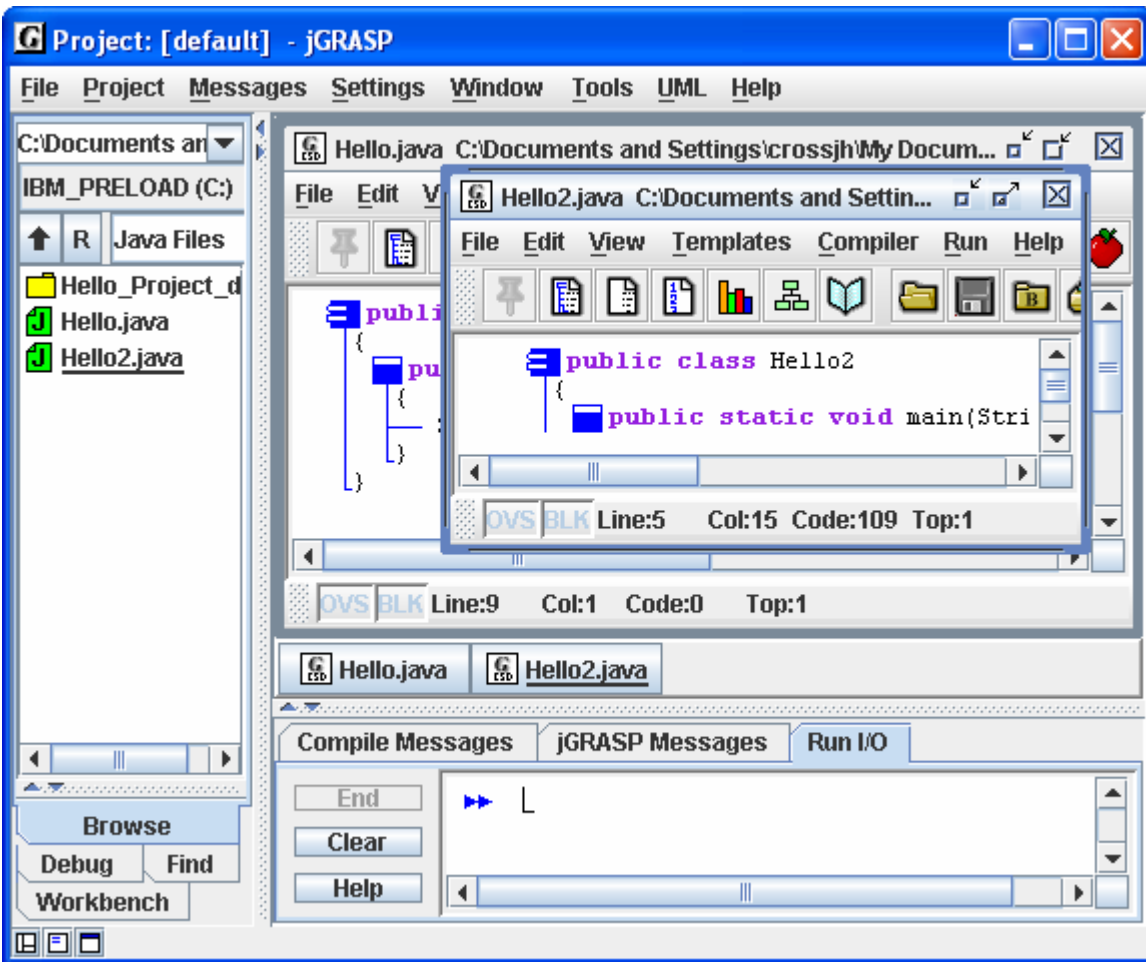 Project: [default] - jGRASP
File Project Messages Settings Window Tools UML Help
C:\Documents an
IBM_PRELOAD (C:)
R Java Files
Hello_Project_d
Hello.java
Hello2.java
Browse
Debug Find
Workbench
Hello.java C:\Documents and Settings\crossjh\My Docum...
File Edit V
publi
{
pu
{
}
}
OVS BLK Line:9 Col:1 Code:0 Top:1
Hello2.java C:\Documents and Settin...
File Edit View Templates Compiler Run Help
B
public class Hello2
{
public static void main(Stri
OVS BLK Line:5 Col:15 Code:109 Top:1
Hello.java Hello2.java
Compile Messages jGRASP Messages Run I/O
End
Clear
Help